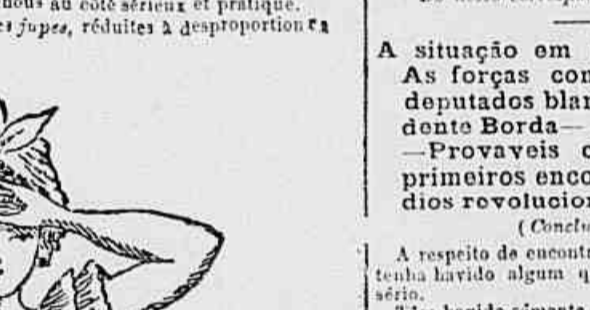 nous au côté sérieux et pratique.
jupes, réduites à desproportion
A situação em
As forças con
deputados blan
dente Borda—
—Provaveis
primeiros enco
dios revolucion
(Conclu
A respeito de encontr
tenha havido algum q
sério.